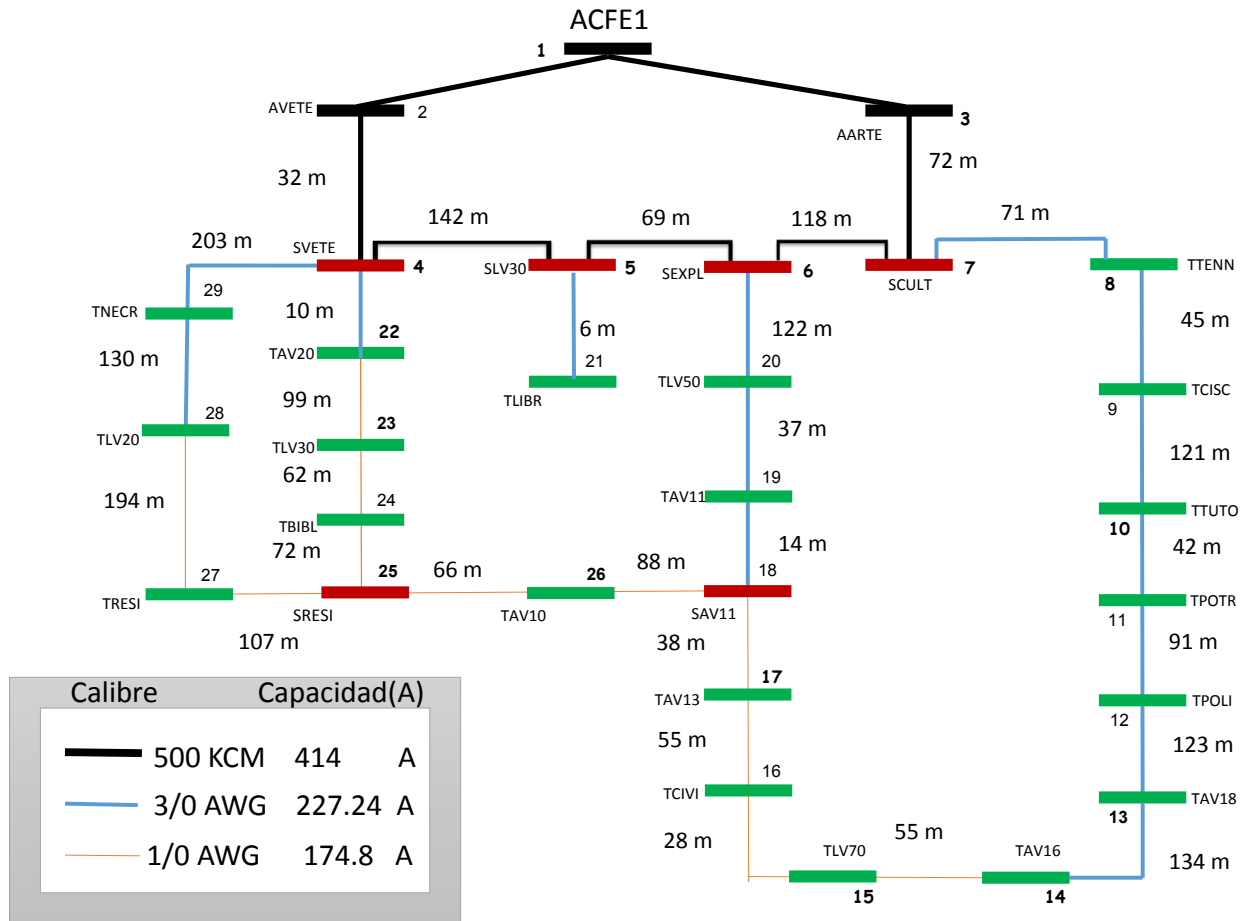 ACFE1
1
AVETE
2
3
AARTE
32 m
72 m
142 m
69 m
118 m
71 m
203 m
SVETE
4
SLV30
5
SEXPL
6
SCULT
7
8
TTENN
29
TNECR
10 m
22
TAV20
6 m
21
TLIBR
122 m
20
TLV50
45 m
130 m
9
TCISC
99 m
28
TLV20
23
TLV30
37 m
121 m
62 m
24
TBIBL
19
TAV11
10
TTUTO
194 m
72 m
14 m
42 m
27
TRESI
25
SRESI
66 m
26
TAV10
88 m
18
SAV11
11
TPOTR
107 m
38 m
91 m
17
TAV13
12
TPOLI
55 m
123 m
16
TCIVI
13
TAV18
28 m
55 m
134 m
TLV70
15
TAV16
14
Calibre Capacidad(A)
500 KCM 414 A
3/0 AWG 227.24 A
1/0 AWG 174.8 A